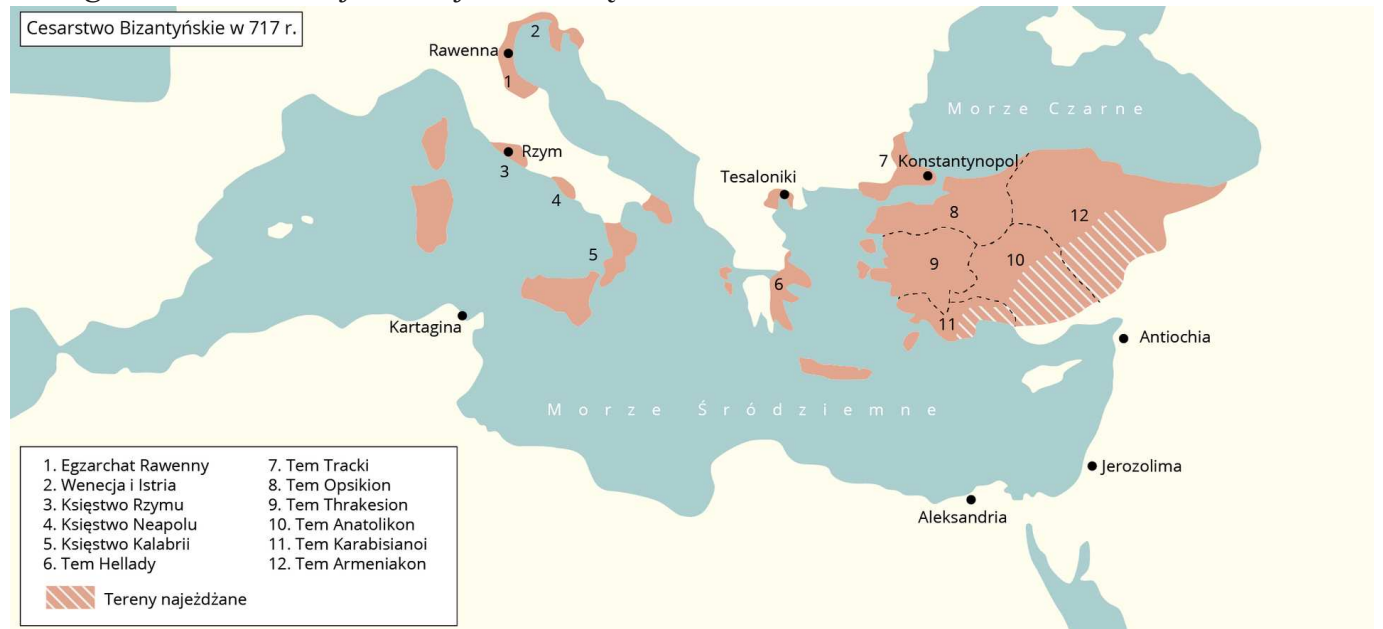 Cesarstwo Bizantyńskie w 717 r.
Rawenna
2
1
Morze Czarne
Rzym
3
7
Konstantynopol
Tesaloniki
4
8
12
5
9
10
6
11
Kartagina
Antiochia
Morze Śródziemne
Jerozolima
Aleksandria
1. Egzarchat Rawenny
2. Wenecja i Istria
3. Księstwo Rzymu
4. Księstwo Neapolu
5. Księstwo Kalabrii
6. Tem Hellady
7. Tem Tracki
8. Tem Opsikion
9. Tem Thrakesion
10. Tem Anatolikon
11. Tem Karabisianoi
12. Tem Armeniakon
Tereny najeżdżane